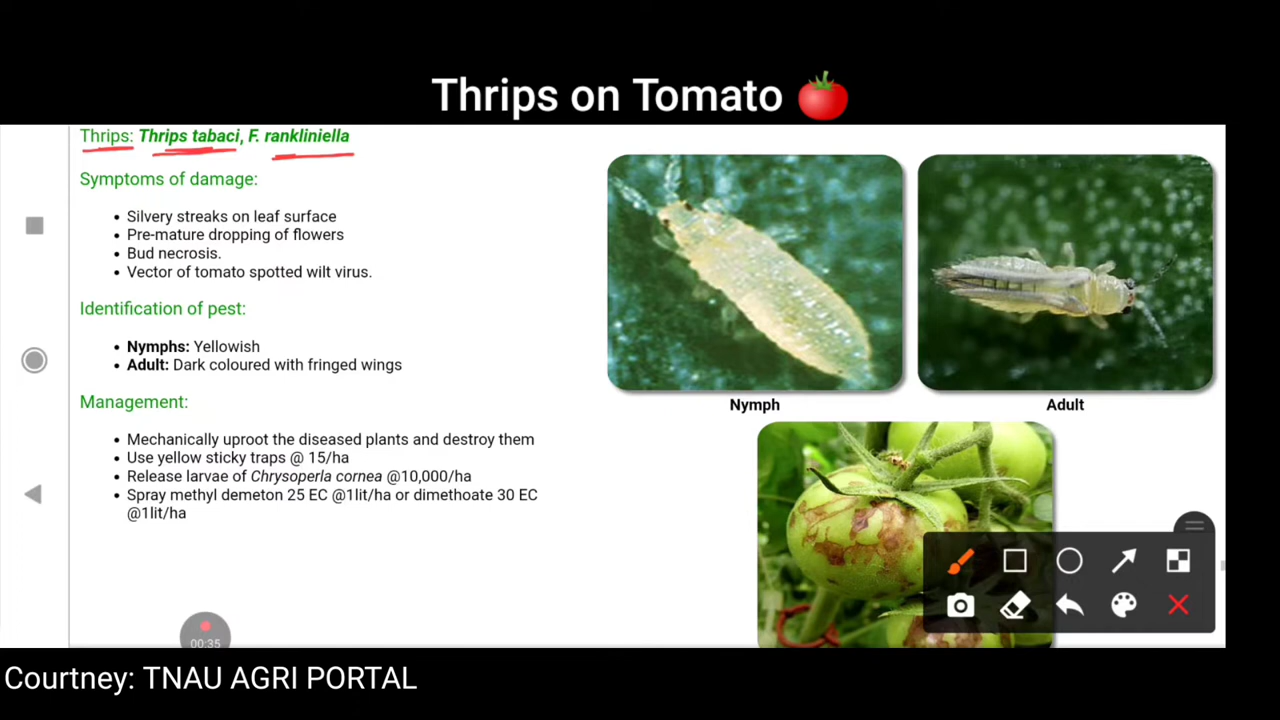 Thrips on Tomato 🍅
Thrips: Thrips tabaci, F. rankliniella
Symptoms of damage:
• Silvery streaks on leaf surface
• Pre-mature dropping of flowers
• Bud necrosis.
• Vector of tomato spotted wilt virus.
Identification of pest:
• Nymphs: Yellowish
• Adult: Dark coloured with fringed wings
Management:
• Mechanically uproot the diseased plants and destroy them
• Use yellow sticky traps @ 15/ha
• Release larvae of Chrysoperla cornea @10,000/ha
• Spray methyl demeton 25 EC @1lit/ha or dimethoate 30 EC
@1lit/ha
Nymph
Adult
00:35
Courtney: TNAU AGRI PORTAL